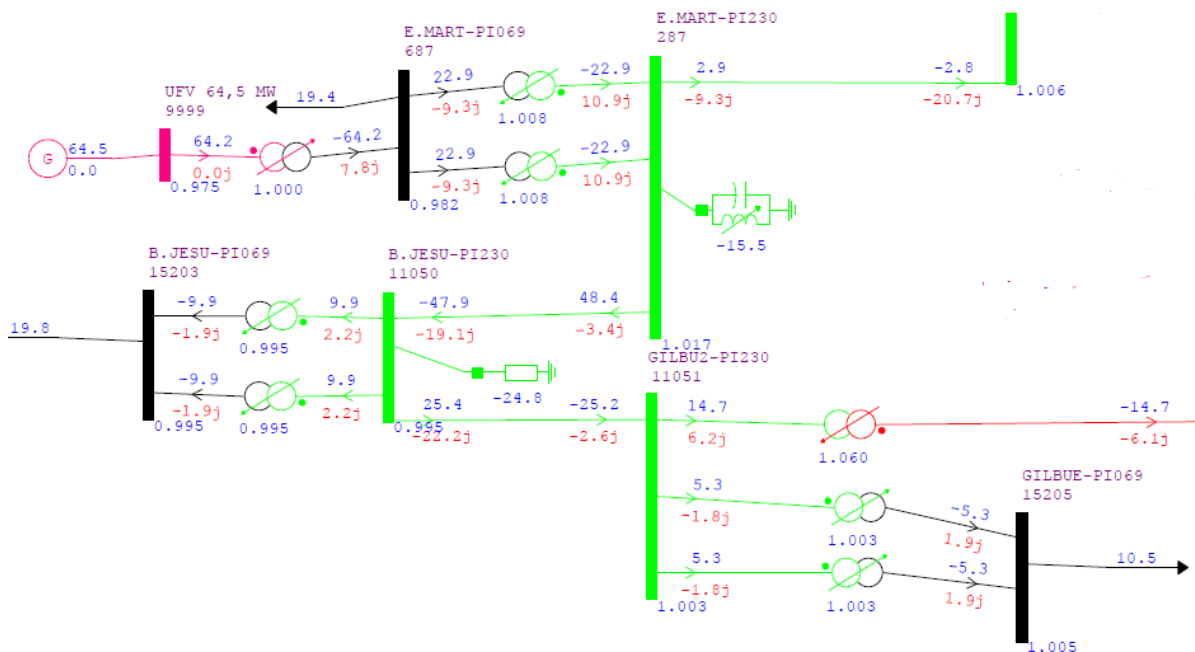 E.MART-PI069
687
E.MART-PI230
287
UFV 64,5 MW
9999
19.4
22.9
-9.3j
1.008
-22.9
10.9j
2.9
-9.3j
-2.8
-20.7j
1.006
G
64.5
0.0
64.2
0.0j
0.975
1.000
-64.2
7.8j
22.9
-9.3j
0.982
1.008
-22.9
10.9j
-15.5
B.JESU-PI069
15203
B.JESU-PI230
11050
19.8
-9.9
-1.9j
0.995
9.9
2.2j
-47.9
-19.1j
48.4
-3.4j
1.017
-9.9
-1.9j
0.995
0.995
9.9
2.2j
-24.8
0.995
25.4
-22.2j
-25.2
-2.6j
GILBU2-PI230
11051
14.7
6.2j
1.060
-14.7
-6.1j
GILBUE-PI069
15205
5.3
-1.8j
1.003
-5.3
1.9j
10.5
5.3
-1.8j
1.003
1.003
-5.3
1.9j
1.005